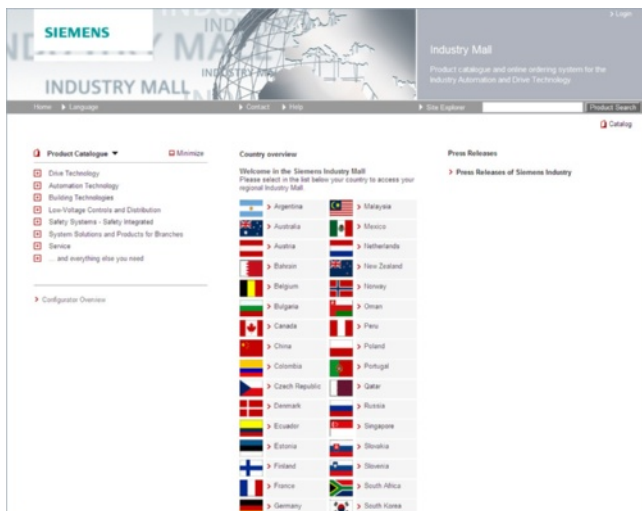 SIEMENS
Login
Industry Mall
Product catalogue and online ordering system for the
Industry Automation and Drive Technology.
INDUSTRY MALL
Home
Language
Contact
Help
Site Explorer
Product Search
Catalog
Product Catalogue
Minimize
Drive Technology
Automation Technology
Building Technologies
Low-Voltage Controls and Distribution
Safety Systems - Safety Integrated
System Solutions and Products for Branches
Service
... and everything else you need
Configurator Overview
Country overview
Welcome in the Siemens Industry Mall
Please select in the list below your country to access your
regional Industry Mall.
Argentina
Malaysia
Australia
Mexico
Austria
Netherlands
Bahrain
New Zealand
Belgium
Norway
Bulgaria
Oman
Canada
Peru
China
Poland
Colombia
Portugal
Czech Republic
Qatar
Denmark
Russia
Ecuador
Singapore
Estonia
Slovakia
Finland
Slovenia
France
South Africa
Germany
South Korea
Press Releases
Press Releases of Siemens Industry